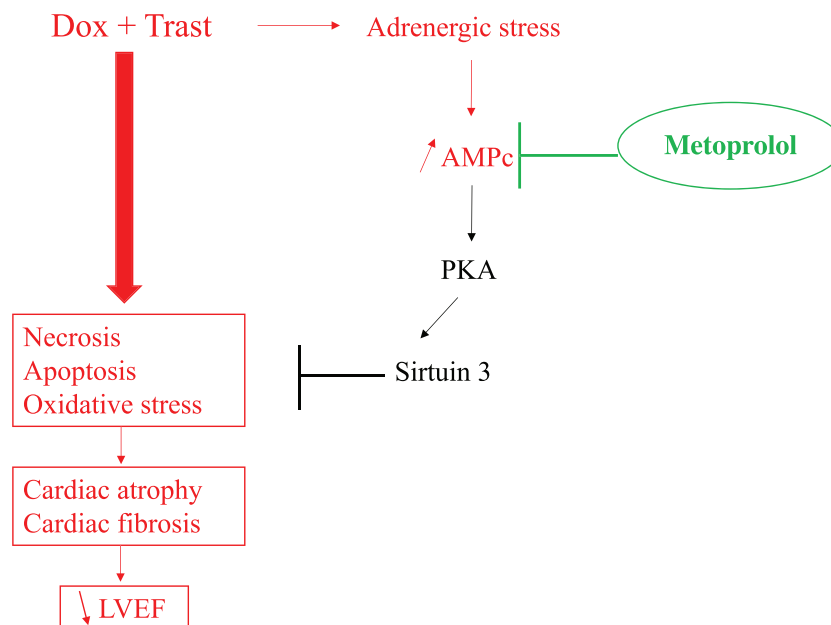 Dox + Trast
Adrenergic stress
AMPc
Metoprolol
PKA
Sirtuin 3
Necrosis
Apoptosis
Oxidative stress
Cardiac atrophy
Cardiac fibrosis
LVEF